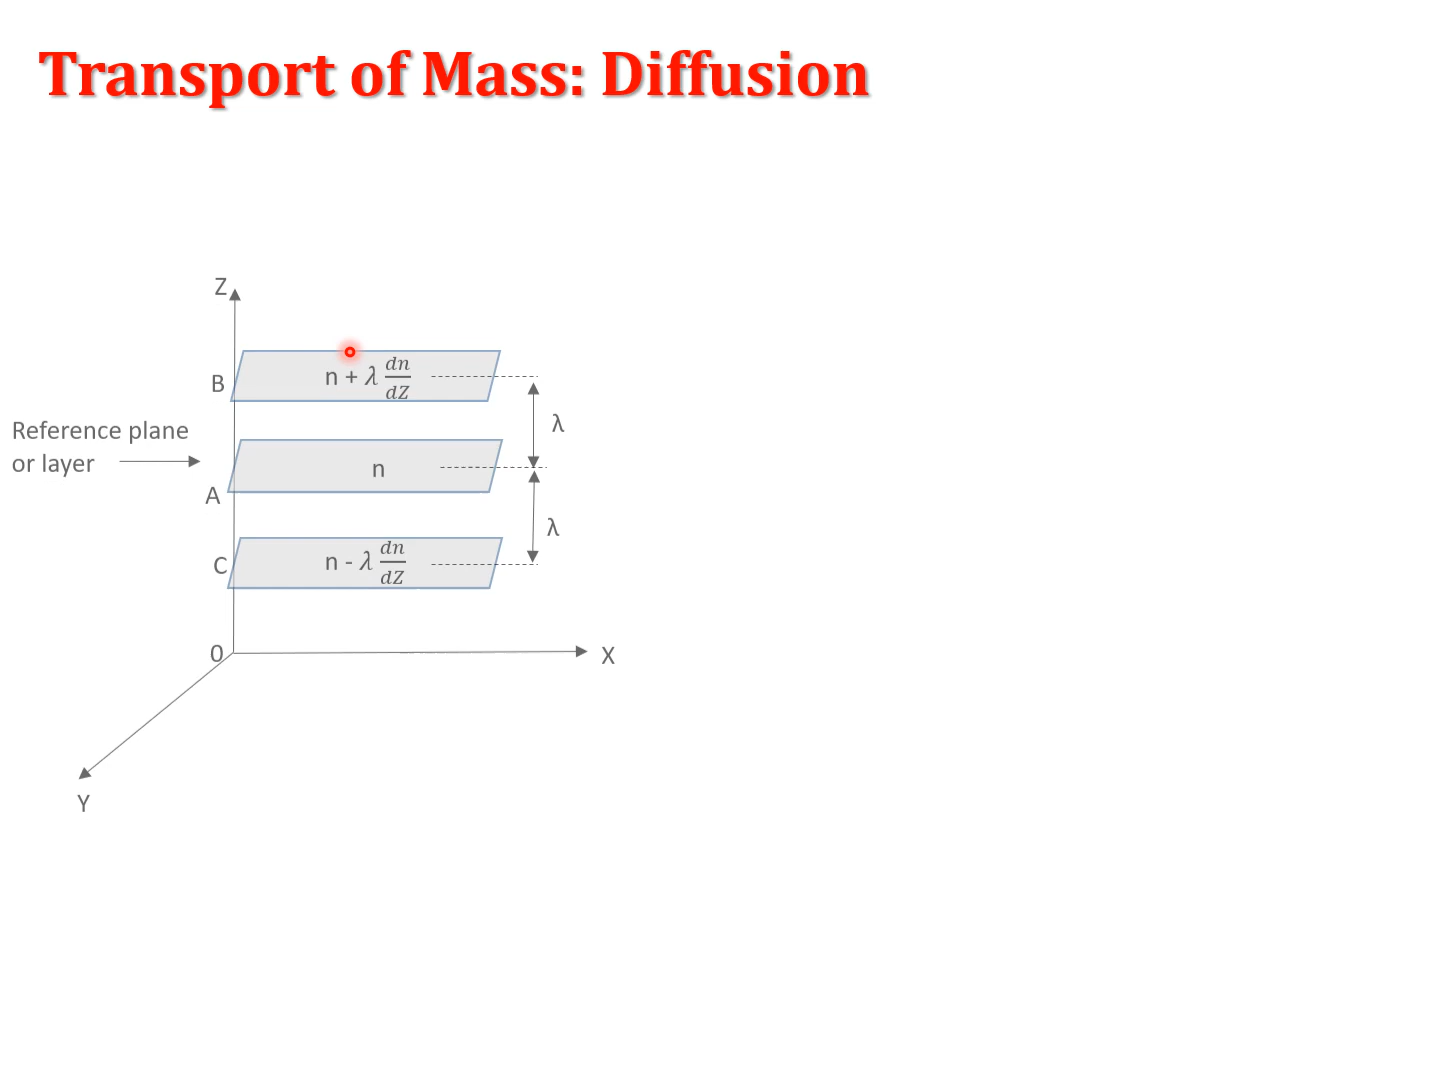 Transport of Mass: Diffusion
Z
B
n + λ dn/dZ
λ
Reference plane
or layer
n
A
λ
C
n - λ dn/dZ
0
X
Y